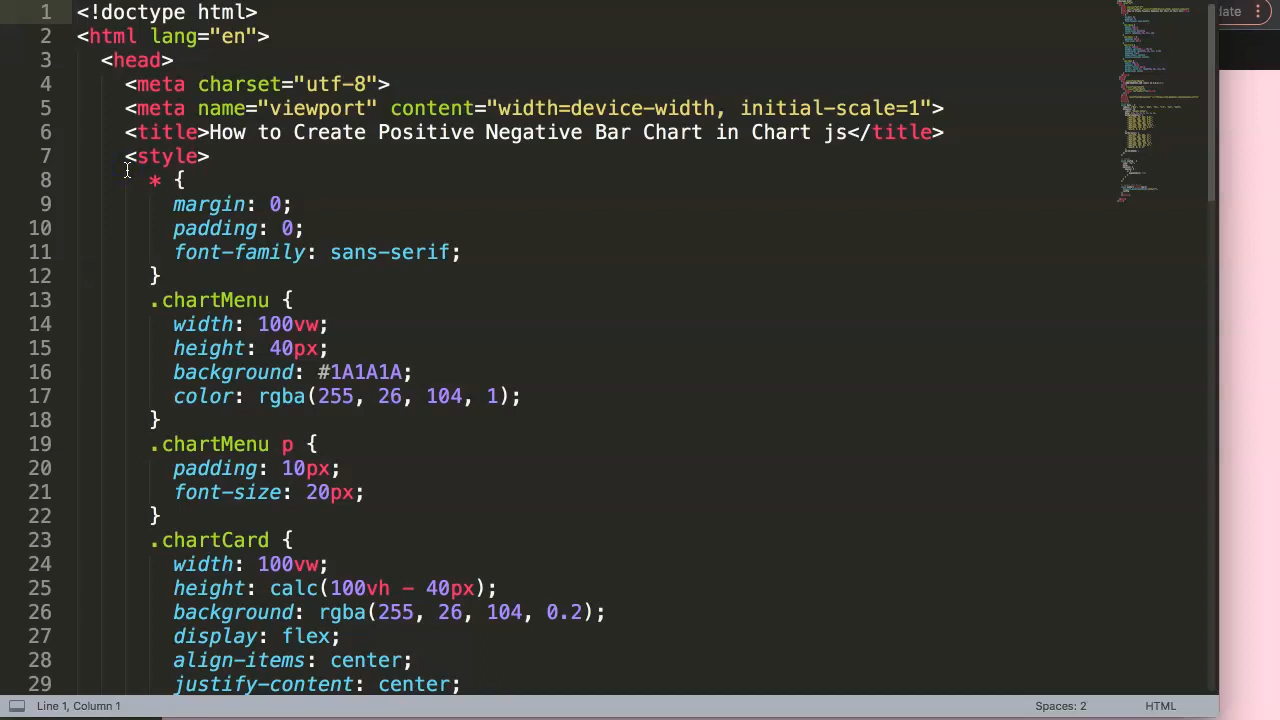 date
1 <!doctype html>
2 <html lang="en">
3 <head>
4 <meta charset="utf-8">
5 <meta name="viewport" content="width=device-width, initial-scale=1">
6 <title>How to Create Positive Negative Bar Chart in Chart js</title>
7 <style>
8 * {
9 margin: 0;
10 padding: 0;
11 font-family: sans-serif;
12 }
13 .chartMenu {
14 width: 100vw;
15 height: 40px;
16 background: #1A1A1A;
17 color: rgba(255, 26, 104, 1);
18 }
19 .chartMenu p {
20 padding: 10px;
21 font-size: 20px;
22 }
23 .chartCard {
24 width: 100vw;
25 height: calc(100vh - 40px);
26 background: rgba(255, 26, 104, 0.2);
27 display: flex;
28 align-items: center;
29 justify-content: center;
Line 1, Column 1
Spaces: 2
HTML